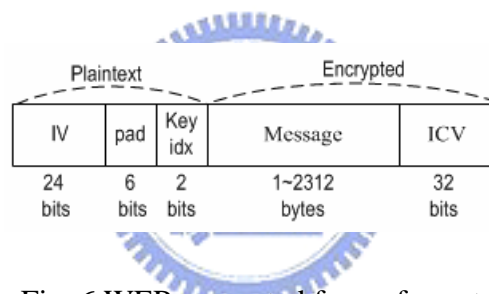 Plaintext Encrypted
IV pad Key idx Message ICV
24 bits 6 bits 2 bits 1~2312 bytes 32 bits